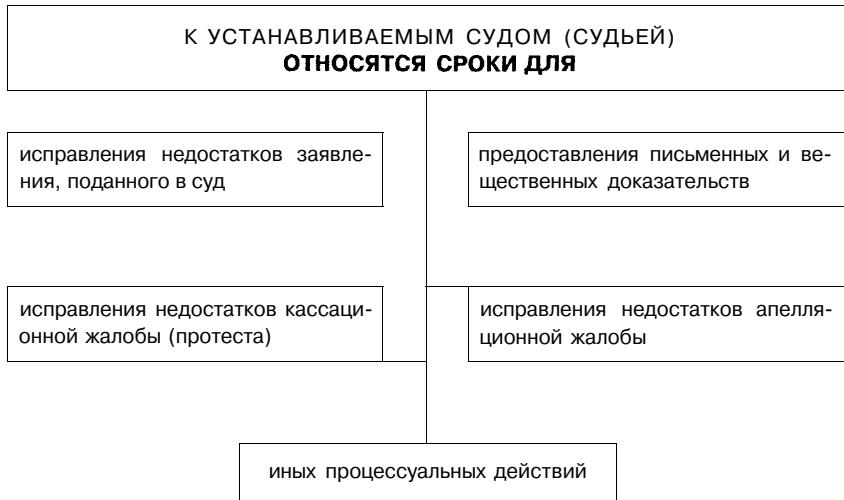 К УСТАНАВЛИВАЕМЫМ СУДОМ (СУДЬЕЙ)
ОТНОСЯТСЯ СРОКИ ДЛЯ
исправления недостатков заявле-
ния, поданного в суд
предоставления письменных и ве-
щественных доказательств
исправления недостатков кассаци-
онной жалобы (протеста)
исправления недостатков апелля-
ционной жалобы
иных процессуальных действий